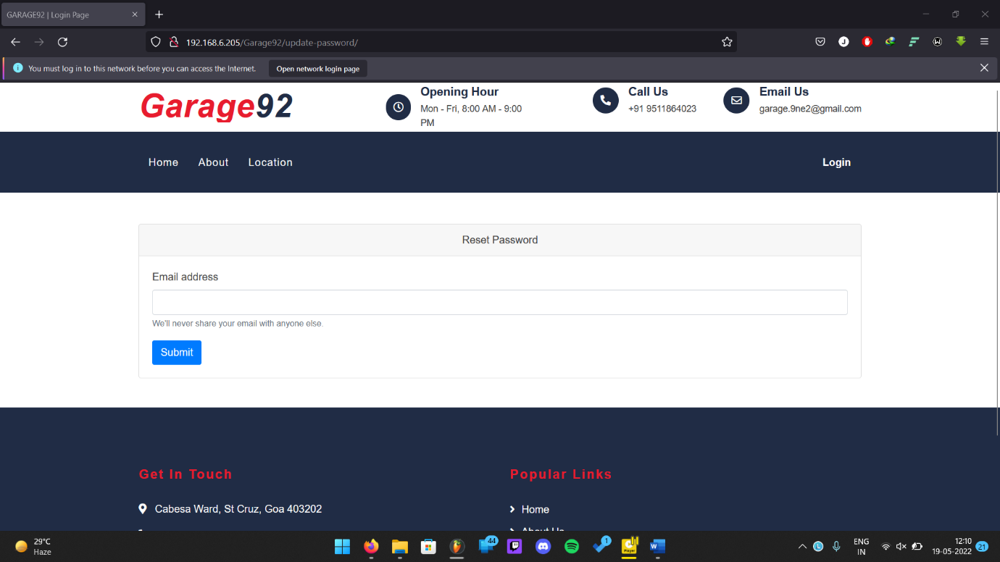 GARAGE92 | Login Page
192.168.6.205/Garage92/update-password/
You must log in to this network before you can access the Internet.
Open network login page
Garage92
Opening Hour
Mon - Fri, 8:00 AM - 9:00
PM
Call Us
+91 9511864023
Email Us
garage.9ne2@gmail.com
Home About Location Login
Reset Password
Email address
We'll never share your email with anyone else.
Submit
Get In Touch
Popular Links
Cabesa Ward, St Cruz, Goa 403202
Home
About Us
29°C
Haze
44
1
Player
ENG
IN
12:10
19-05-2022
21